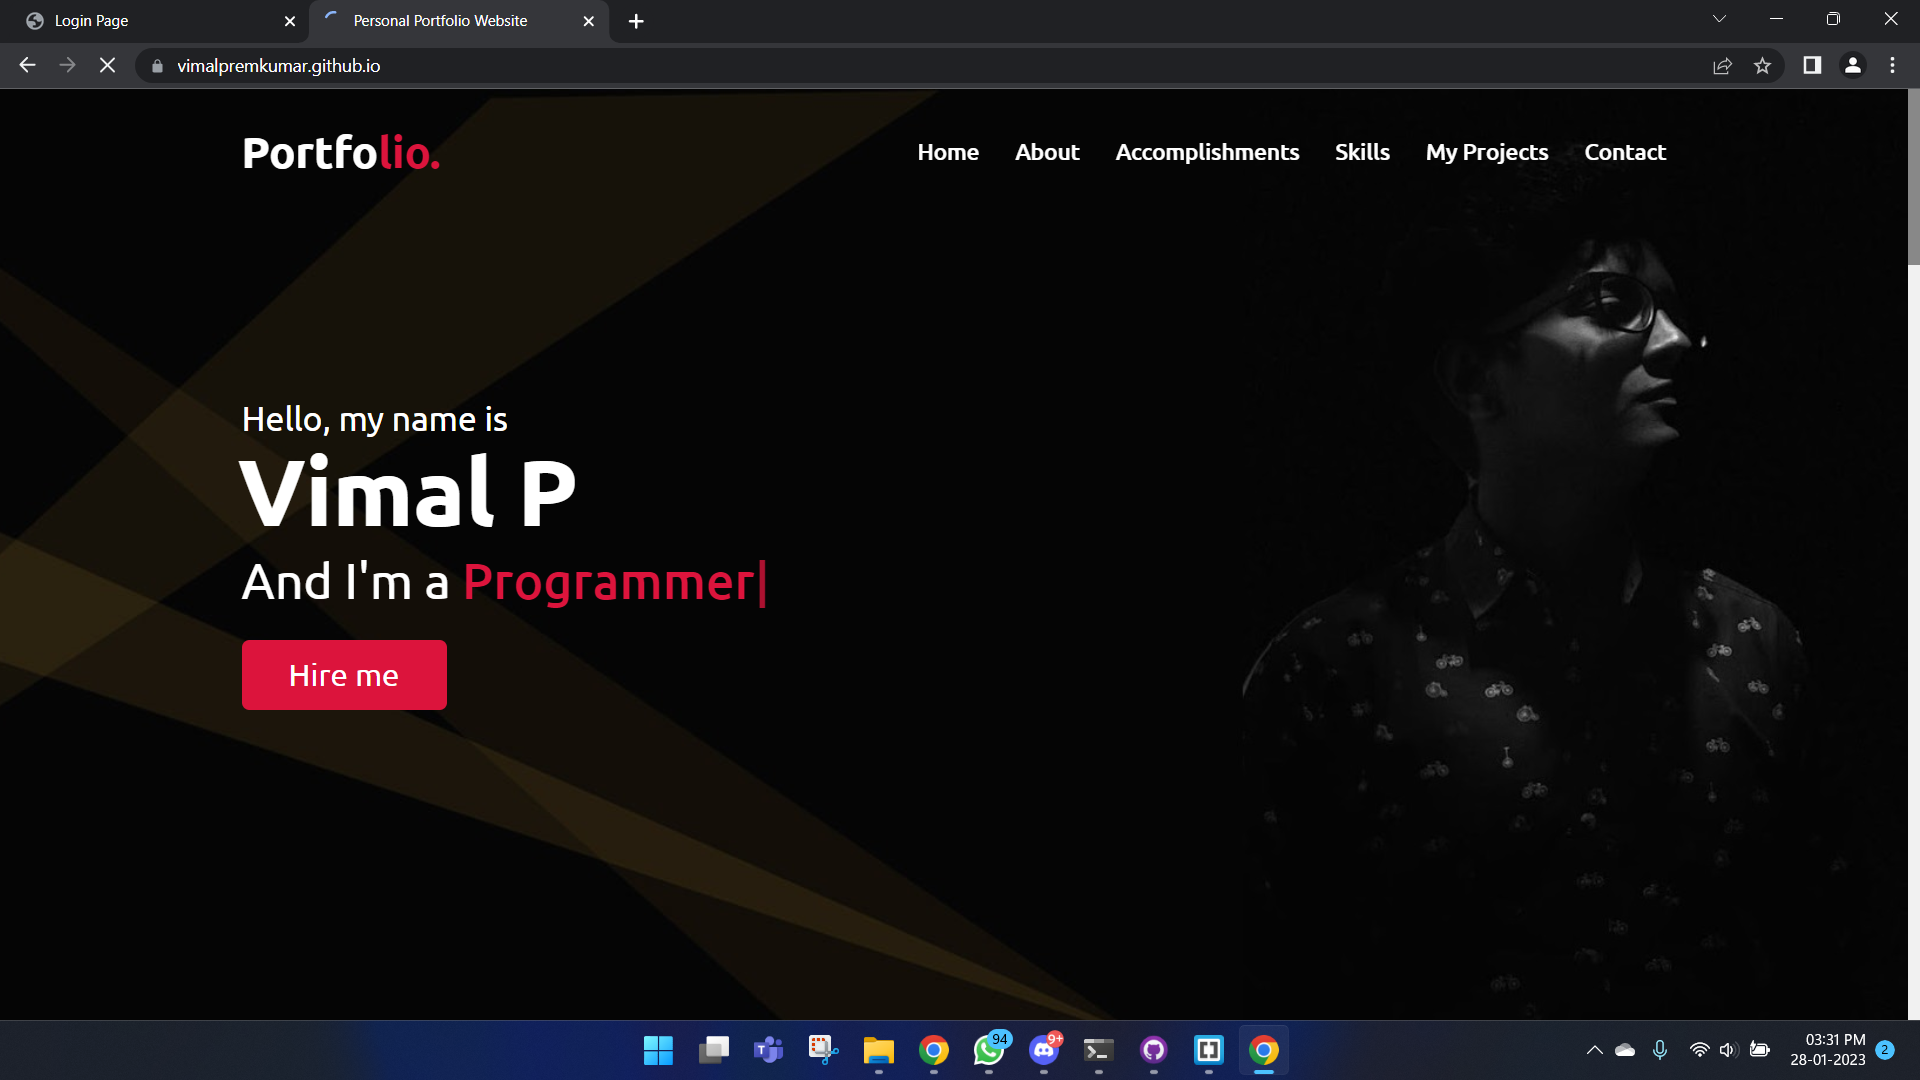 Login Page
Personal Portfolio Website
vimalpremkumar.github.io
Portfolio.
Home About Accomplishments Skills My Projects Contact
Hello, my name is
Vimal P
And I'm a Programmer|
Hire me
94
9+
03:31 PM
28-01-2023
2